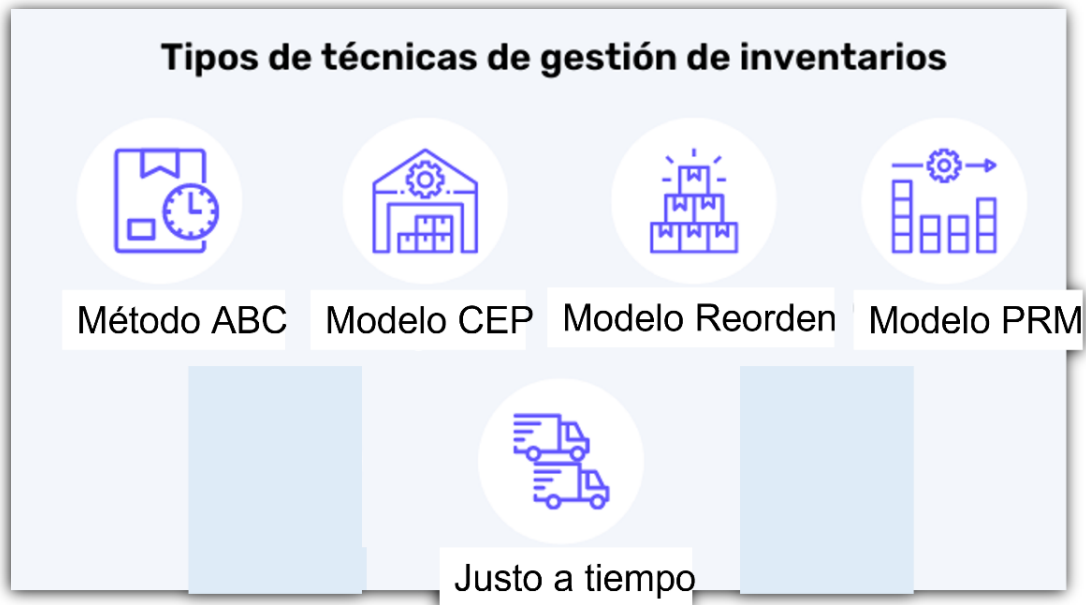 Tipos de técnicas de gestión de inventarios
Método ABC
Modelo CEP
Modelo Reorden
Modelo PRM
Justo a tiempo